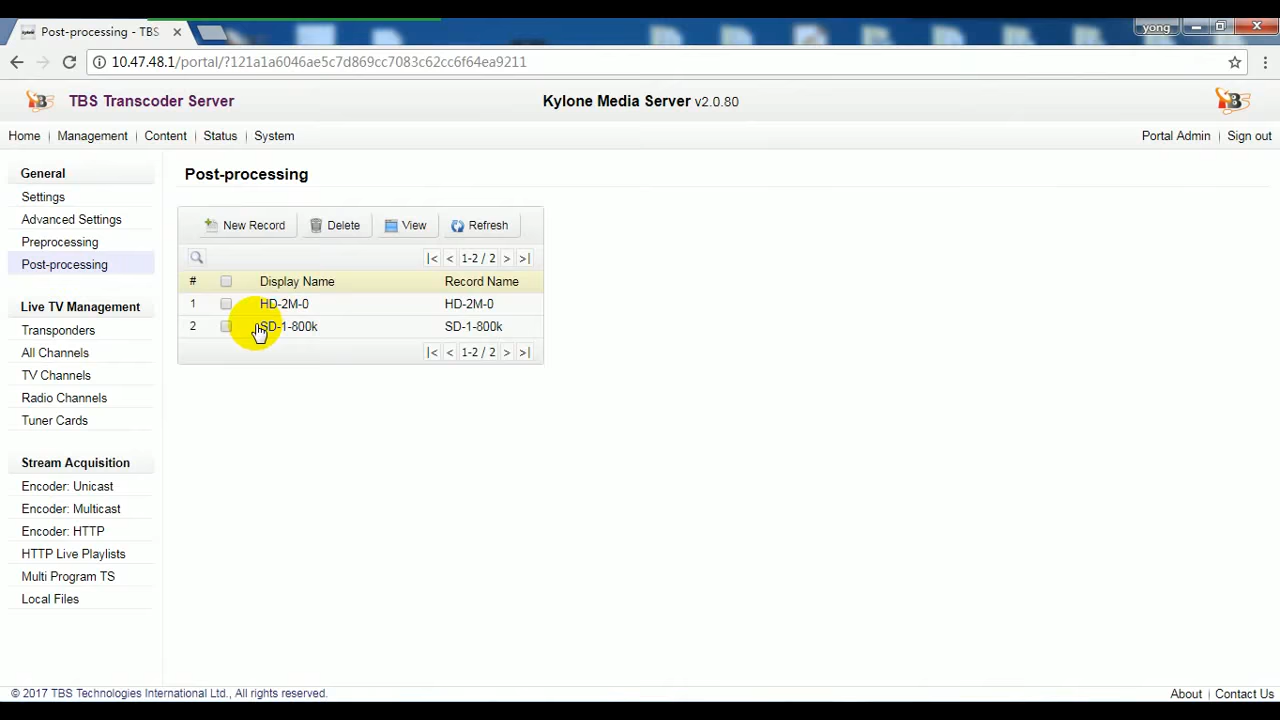 Post-processing - TBS
yong
10.47.48.1/portal/?121a1a6046ae5c7d869cc7083c62cc6f64ea9211
TBS Transcoder Server
Kylone Media Server v2.0.80
Home | Management | Content | Status | System
Portal Admin | Sign out
General
Settings
Advanced Settings
Preprocessing
Post-processing
Live TV Management
Transponders
All Channels
TV Channels
Radio Channels
Tuner Cards
Stream Acquisition
Encoder: Unicast
Encoder: Multicast
Encoder: HTTP
HTTP Live Playlists
Multi Program TS
Local Files
Post-processing
New Record Delete View Refresh
|< < 1-2 / 2 > >|
# Display Name Record Name
1 HD-2M-0 HD-2M-0
2 SD-1-800k SD-1-800k
|< < 1-2 / 2 > >|
© 2017 TBS Technologies International Ltd., All rights reserved.
About | Contact Us